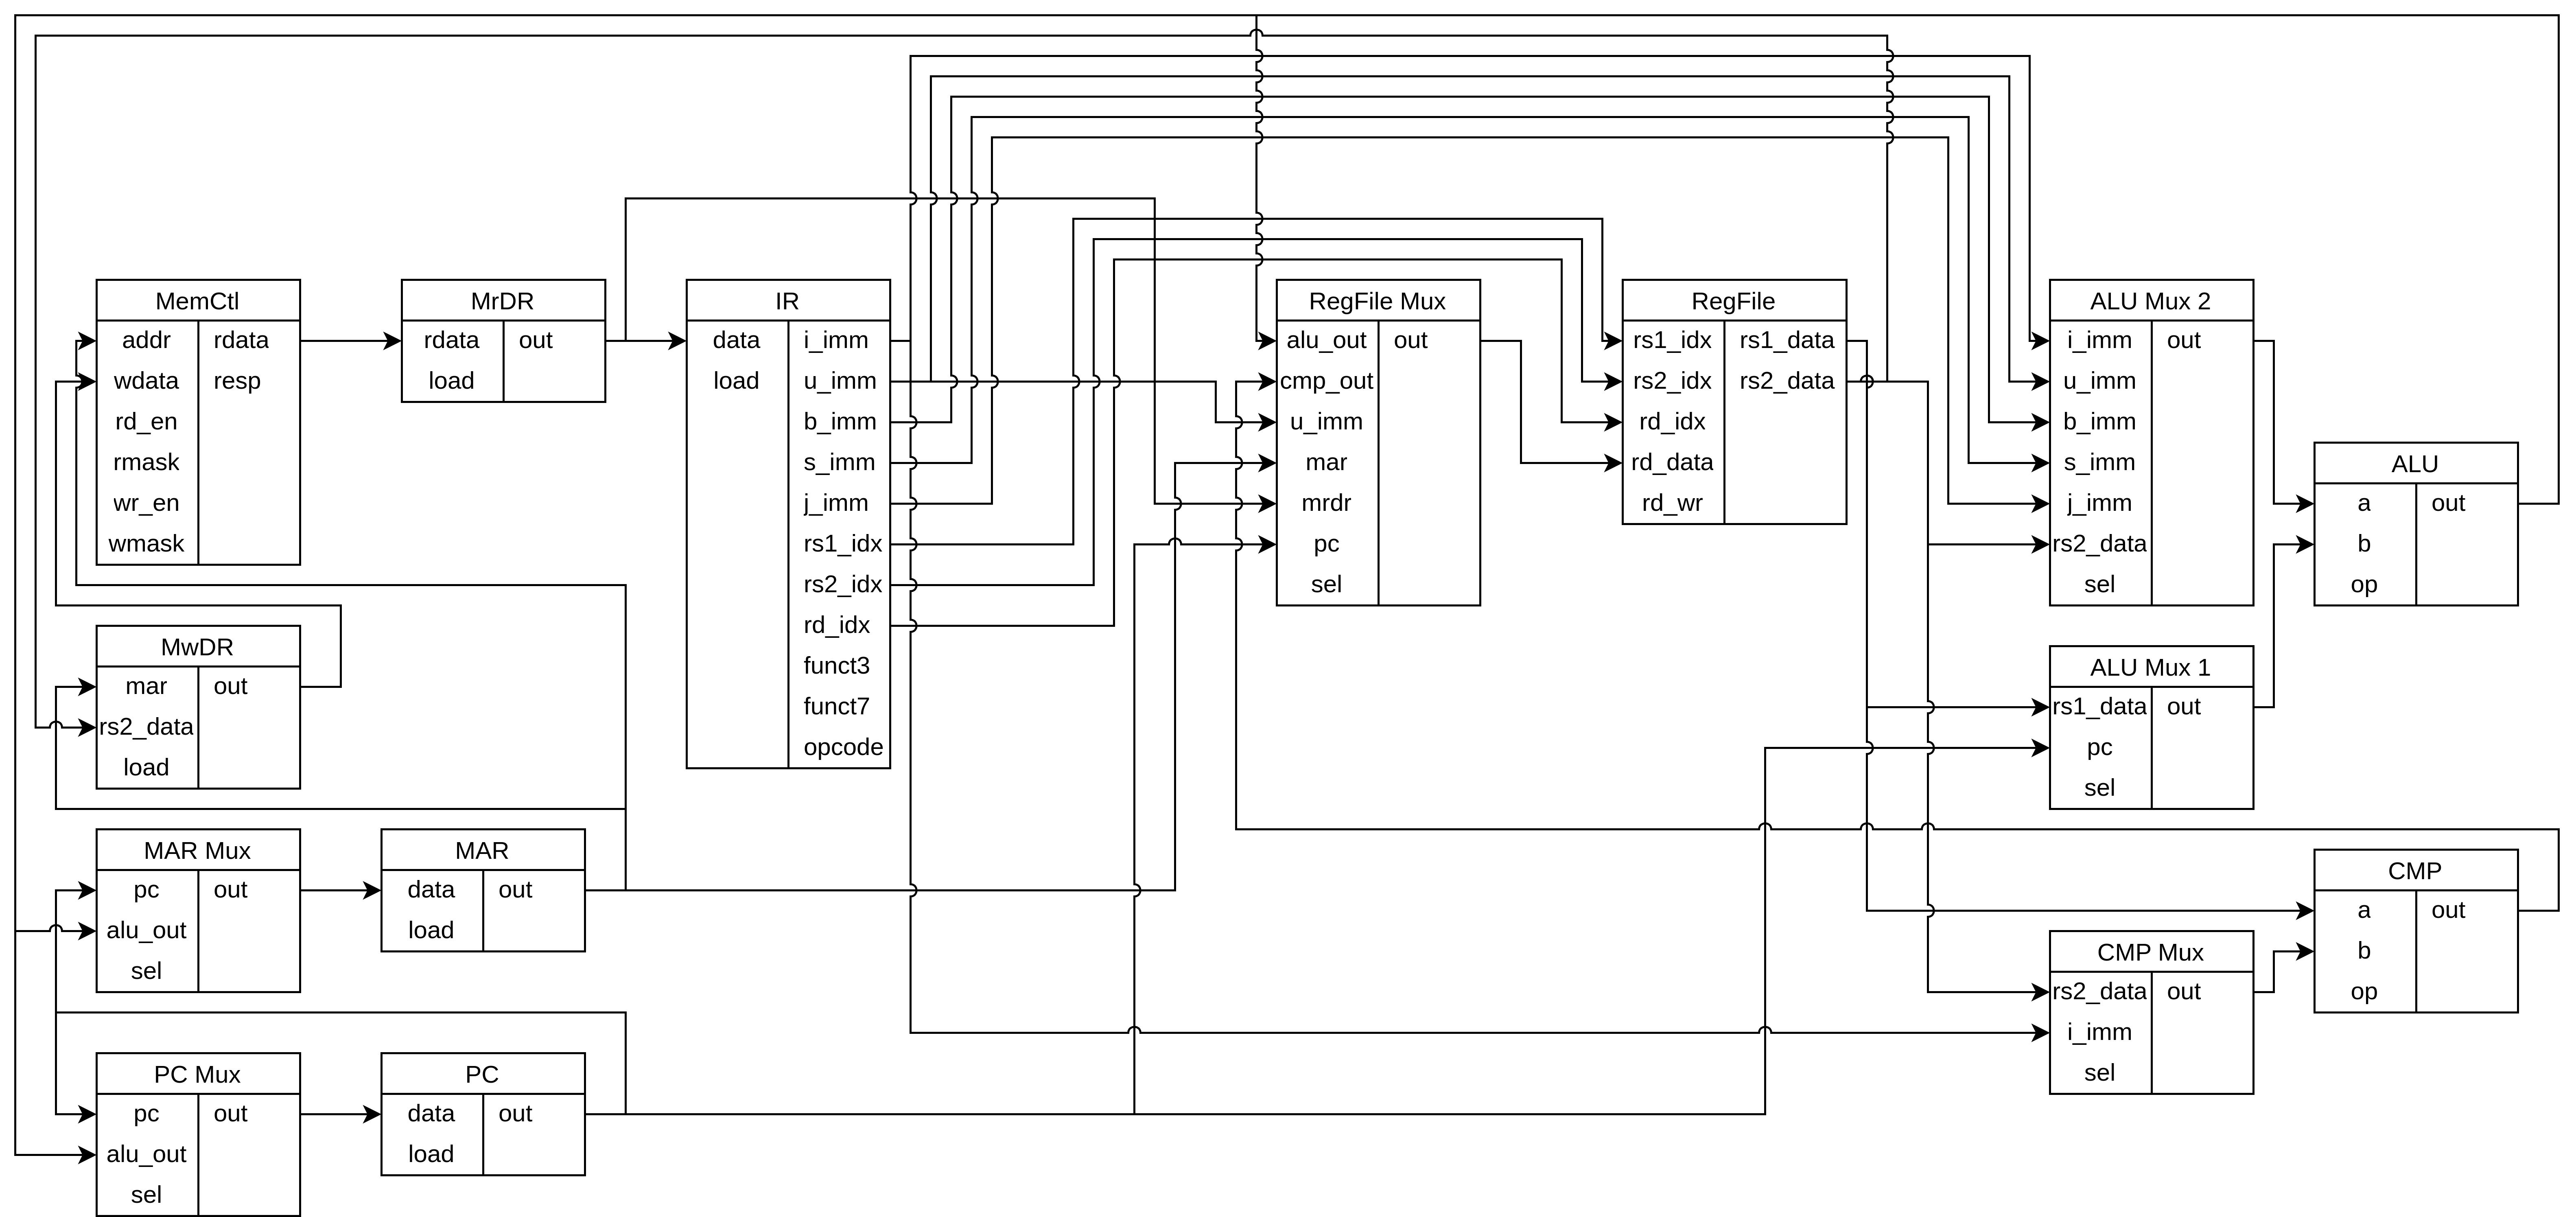 MemCtl
addr rdata
wdata resp
rd_en
rmask
wr_en
wmask
MrDR
rdata out
load
IR
data i_imm
load u_imm
b_imm
s_imm
j_imm
rs1_idx
rs2_idx
rd_idx
funct3
funct7
opcode
RegFile Mux
alu_out out
cmp_out
u_imm
mar
mrdr
pc
sel
RegFile
rs1_idx rs1_data
rs2_idx rs2_data
rd_idx
rd_data
rd_wr
ALU Mux 2
i_imm out
u_imm
b_imm
s_imm
j_imm
rs2_data
sel
ALU
a out
b
op
MwDR
mar out
rs2_data
load
ALU Mux 1
rs1_data out
pc
sel
MAR Mux
pc out
alu_out
sel
MAR
data out
load
CMP
a out
b
op
CMP Mux
rs2_data out
i_imm
sel
PC Mux
pc out
alu_out
sel
PC
data out
load